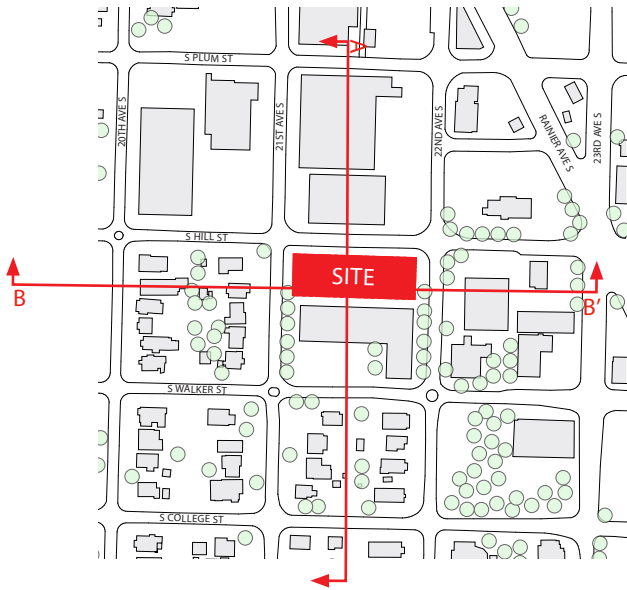 S PLUM ST
A
20TH AVE S
21ST AVE S
22ND AVE S
RAINIER AVE S
23RD AVE S
S HILL ST
SITE
B
B'
S WALKER ST
S COLLEGE ST